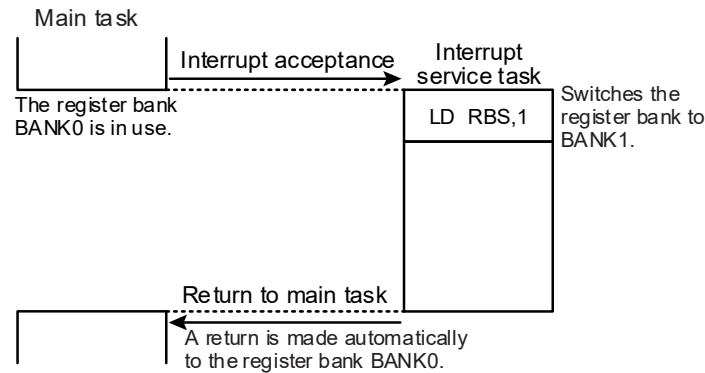 Main task
Interrupt acceptance
Interrupt
service task
The register bank
BANK0 is in use.
LD RBS,1
Switches the
register bank to
BANK1.
Return to main task
A return is made automatically
to the register bank BANK0.